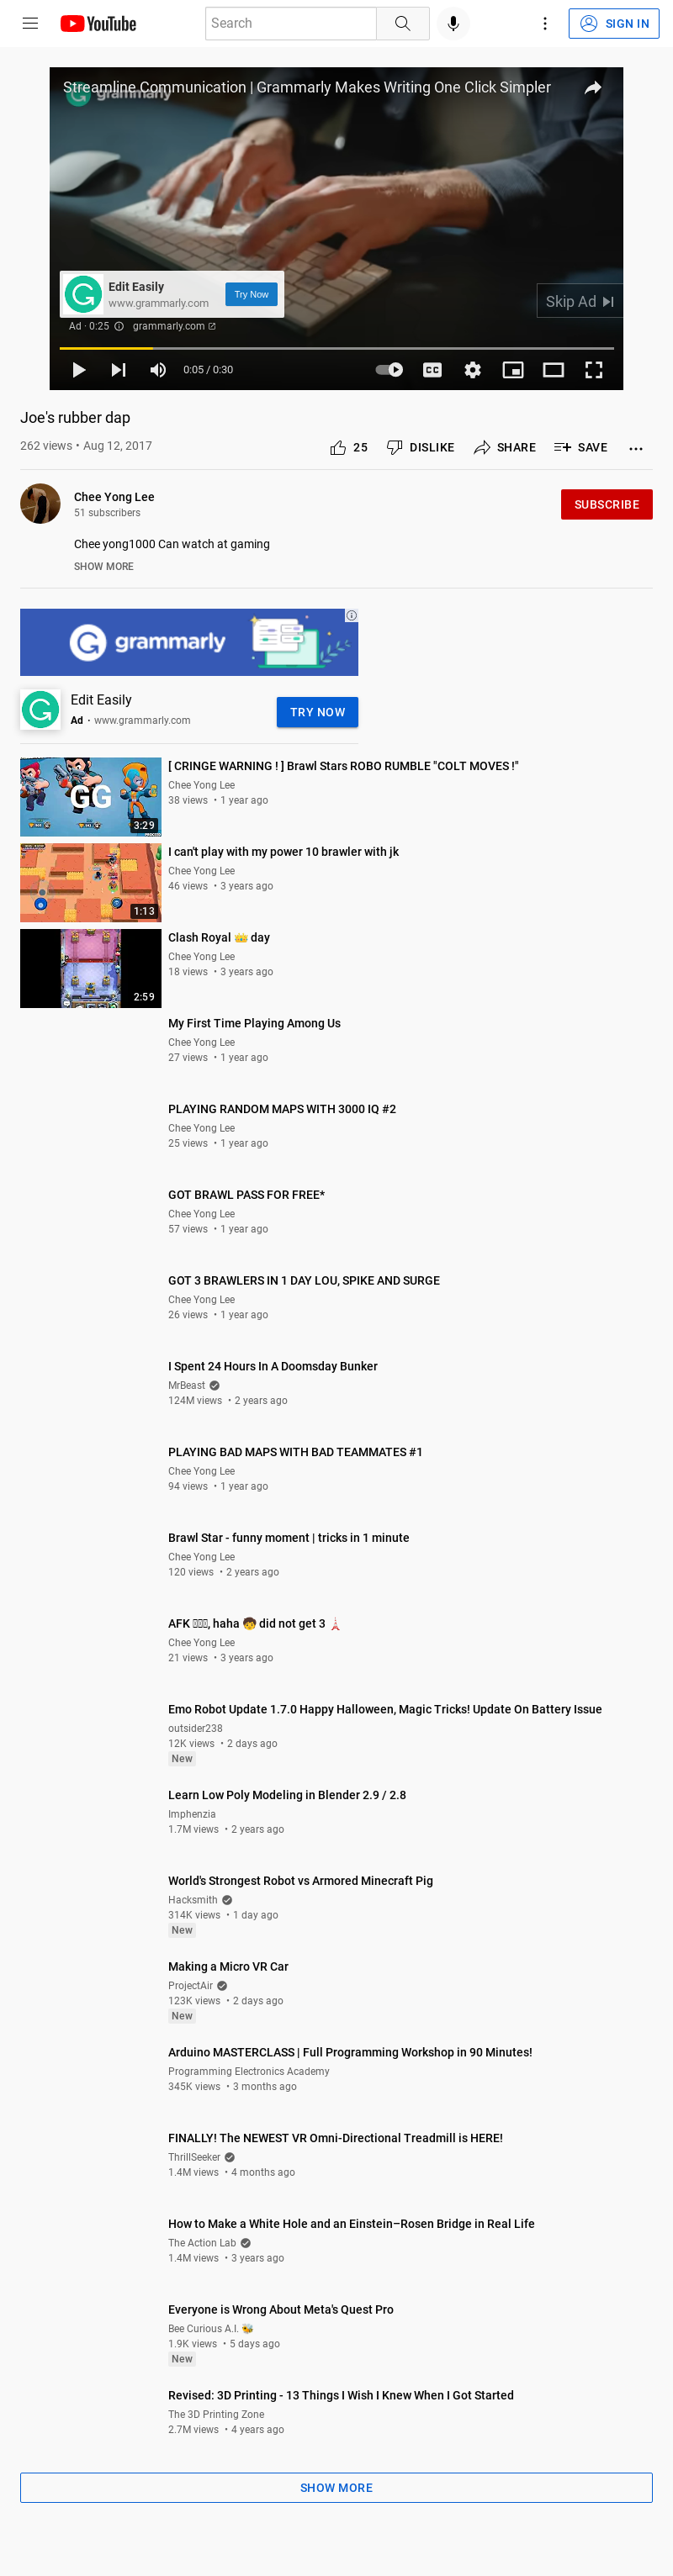 YouTube
Search
SIGN IN
grammarly
Streamline Communication | Grammarly Makes Writing One Click Simpler
Edit Easily
www.grammarly.com
Try Now
Skip Ad
Ad · 0:25
grammarly.com
0:05 / 0:30
CC
Joe's rubber dap
262 views • Aug 12, 2017
25
DISLIKE
SHARE
SAVE
Chee Yong Lee
51 subscribers
SUBSCRIBE
Chee yong1000 Can watch at gaming
SHOW MORE
grammarly
Edit Easily
Ad • www.grammarly.com
TRY NOW
GG
3:29
[ CRINGE WARNING ! ] Brawl Stars ROBO RUMBLE "COLT MOVES !"
Chee Yong Lee
38 views • 1 year ago
1:13
I can't play with my power 10 brawler with jk
Chee Yong Lee
46 views • 3 years ago
2:59
Clash Royal 👑 day
Chee Yong Lee
18 views • 3 years ago
My First Time Playing Among Us
Chee Yong Lee
27 views • 1 year ago
PLAYING RANDOM MAPS WITH 3000 IQ #2
Chee Yong Lee
25 views • 1 year ago
GOT BRAWL PASS FOR FREE*
Chee Yong Lee
57 views • 1 year ago
GOT 3 BRAWLERS IN 1 DAY LOU, SPIKE AND SURGE
Chee Yong Lee
26 views • 1 year ago
I Spent 24 Hours In A Doomsday Bunker
MrBeast
124M views • 2 years ago
PLAYING BAD MAPS WITH BAD TEAMMATES #1
Chee Yong Lee
94 views • 1 year ago
Brawl Star - funny moment | tricks in 1 minute
Chee Yong Lee
120 views • 2 years ago
AFK , haha 🧒 did not get 3 🗼
Chee Yong Lee
21 views • 3 years ago
Emo Robot Update 1.7.0 Happy Halloween, Magic Tricks! Update On Battery Issue
outsider238
12K views • 2 days ago
New
Learn Low Poly Modeling in Blender 2.9 / 2.8
Imphenzia
1.7M views • 2 years ago
World's Strongest Robot vs Armored Minecraft Pig
Hacksmith
314K views • 1 day ago
New
Making a Micro VR Car
ProjectAir
123K views • 2 days ago
New
Arduino MASTERCLASS | Full Programming Workshop in 90 Minutes!
Programming Electronics Academy
345K views • 3 months ago
FINALLY! The NEWEST VR Omni-Directional Treadmill is HERE!
ThrillSeeker
1.4M views • 4 months ago
How to Make a White Hole and an Einstein–Rosen Bridge in Real Life
The Action Lab
1.4M views • 3 years ago
Everyone is Wrong About Meta's Quest Pro
Bee Curious A.I. 🐝
1.9K views • 5 days ago
New
Revised: 3D Printing - 13 Things I Wish I Knew When I Got Started
The 3D Printing Zone
2.7M views • 4 years ago
SHOW MORE